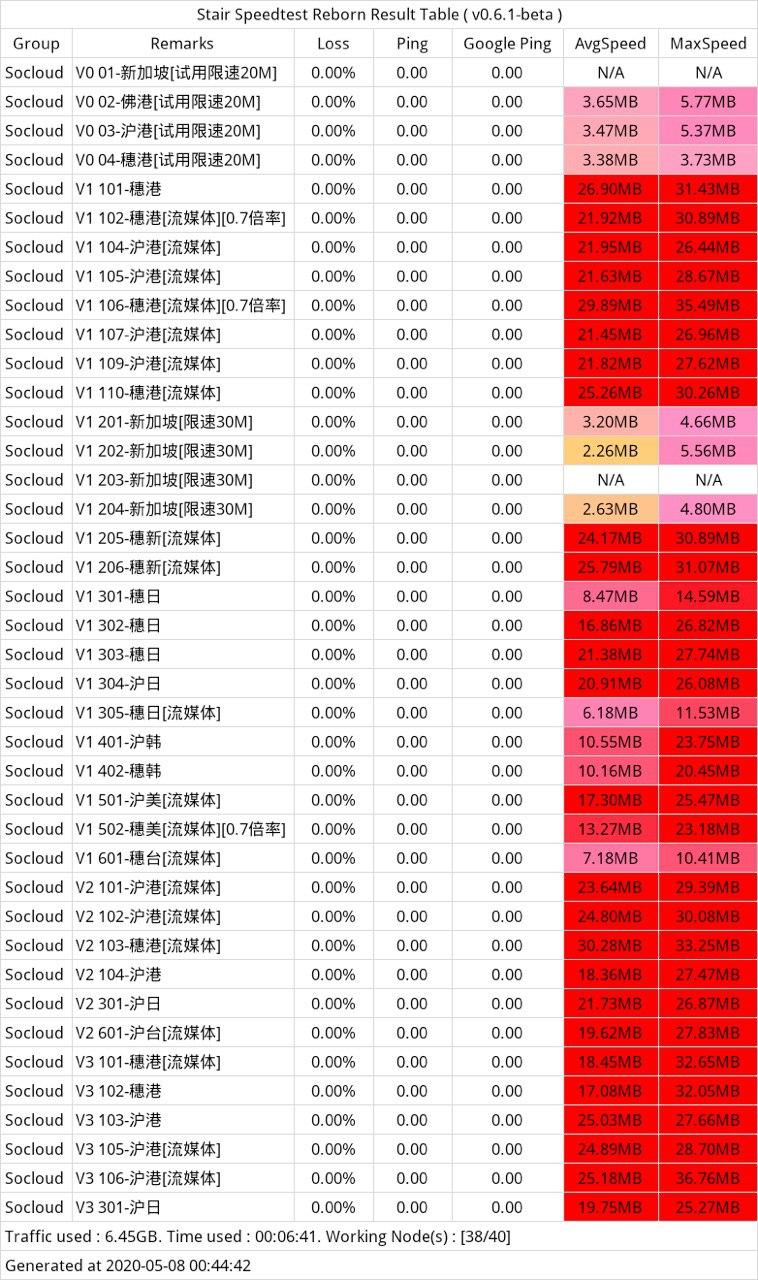 Stair Speedtest Reborn Result Table ( v0.6.1-beta )
Group Remarks Loss Ping Google Ping AvgSpeed MaxSpeed
Socloud V0 01-新加坡[试用限速20M] 0.00% 0.00 0.00 N/A N/A
Socloud V0 02-佛港[试用限速20M] 0.00% 0.00 0.00 3.65MB 5.77MB
Socloud V0 03-沪港[试用限速20M] 0.00% 0.00 0.00 3.47MB 5.37MB
Socloud V0 04-穗港[试用限速20M] 0.00% 0.00 0.00 3.38MB 3.73MB
Socloud V1 101-穗港 0.00% 0.00 0.00 26.90MB 31.43MB
Socloud V1 102-穗港[流媒体][0.7倍率] 0.00% 0.00 0.00 21.92MB 30.89MB
Socloud V1 104-沪港[流媒体] 0.00% 0.00 0.00 21.95MB 26.44MB
Socloud V1 105-沪港[流媒体] 0.00% 0.00 0.00 21.63MB 28.67MB
Socloud V1 106-穗港[流媒体][0.7倍率] 0.00% 0.00 0.00 29.89MB 35.49MB
Socloud V1 107-沪港[流媒体] 0.00% 0.00 0.00 21.45MB 26.96MB
Socloud V1 109-沪港[流媒体] 0.00% 0.00 0.00 21.82MB 27.62MB
Socloud V1 110-穗港[流媒体] 0.00% 0.00 0.00 25.26MB 30.26MB
Socloud V1 201-新加坡[限速30M] 0.00% 0.00 0.00 3.20MB 4.66MB
Socloud V1 202-新加坡[限速30M] 0.00% 0.00 0.00 2.26MB 5.56MB
Socloud V1 203-新加坡[限速30M] 0.00% 0.00 0.00 N/A N/A
Socloud V1 204-新加坡[限速30M] 0.00% 0.00 0.00 2.63MB 4.80MB
Socloud V1 205-穗新[流媒体] 0.00% 0.00 0.00 24.17MB 30.89MB
Socloud V1 206-穗新[流媒体] 0.00% 0.00 0.00 25.79MB 31.07MB
Socloud V1 301-穗日 0.00% 0.00 0.00 8.47MB 14.59MB
Socloud V1 302-穗日 0.00% 0.00 0.00 16.86MB 26.82MB
Socloud V1 303-穗日 0.00% 0.00 0.00 21.38MB 27.74MB
Socloud V1 304-沪日 0.00% 0.00 0.00 20.91MB 26.08MB
Socloud V1 305-穗日[流媒体] 0.00% 0.00 0.00 6.18MB 11.53MB
Socloud V1 401-沪韩 0.00% 0.00 0.00 10.55MB 23.75MB
Socloud V1 402-穗韩 0.00% 0.00 0.00 10.16MB 20.45MB
Socloud V1 501-沪美[流媒体] 0.00% 0.00 0.00 17.30MB 25.47MB
Socloud V1 502-穗美[流媒体][0.7倍率] 0.00% 0.00 0.00 13.27MB 23.18MB
Socloud V1 601-穗台[流媒体] 0.00% 0.00 0.00 7.18MB 10.41MB
Socloud V2 101-沪港[流媒体] 0.00% 0.00 0.00 23.64MB 29.39MB
Socloud V2 102-沪港[流媒体] 0.00% 0.00 0.00 24.80MB 30.08MB
Socloud V2 103-穗港[流媒体] 0.00% 0.00 0.00 30.28MB 33.25MB
Socloud V2 104-沪港 0.00% 0.00 0.00 18.36MB 27.47MB
Socloud V2 301-沪日 0.00% 0.00 0.00 21.73MB 26.87MB
Socloud V2 601-沪台[流媒体] 0.00% 0.00 0.00 19.62MB 27.83MB
Socloud V3 101-穗港[流媒体] 0.00% 0.00 0.00 18.45MB 32.65MB
Socloud V3 102-穗港 0.00% 0.00 0.00 17.08MB 32.05MB
Socloud V3 103-沪港 0.00% 0.00 0.00 25.03MB 27.66MB
Socloud V3 105-沪港[流媒体] 0.00% 0.00 0.00 24.89MB 28.70MB
Socloud V3 106-沪港[流媒体] 0.00% 0.00 0.00 25.18MB 36.76MB
Socloud V3 301-沪日 0.00% 0.00 0.00 19.75MB 25.27MB
Traffic used : 6.45GB. Time used : 00:06:41. Working Node(s) : [38/40]
Generated at 2020-05-08 00:44:42